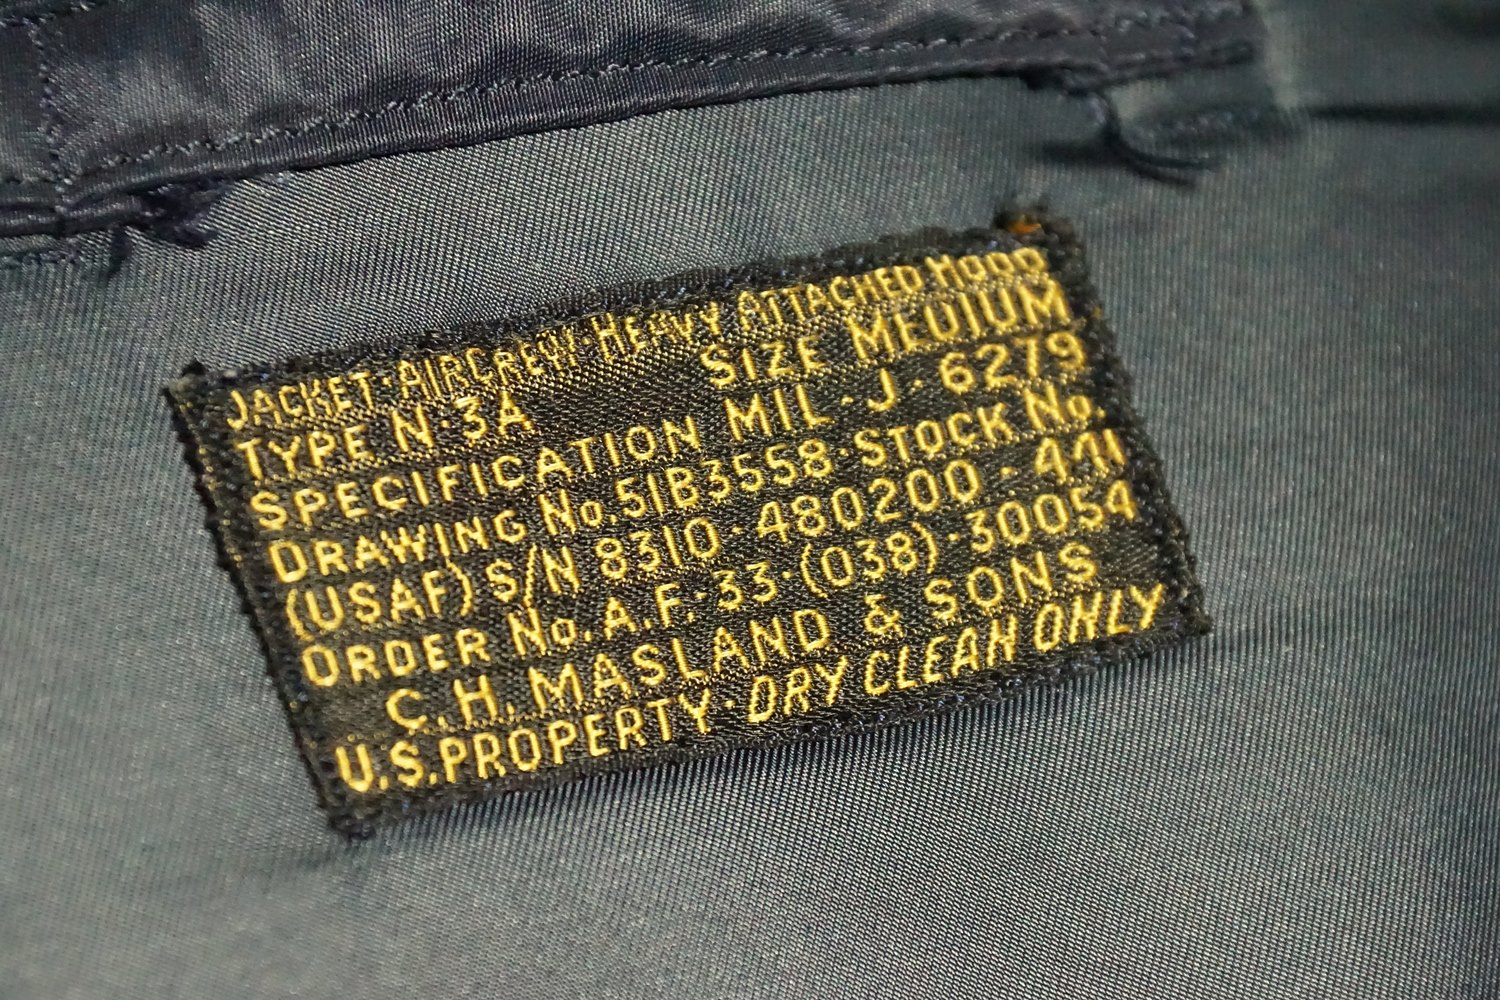 JACKET·AIRCREW·HEAVY ATTACHED HOOD
TYPE N-3A SIZE MEDIUM
SPECIFICATION MIL-J-6279
DRAWING No.51B3558·STOCK No.
(USAF) S/N 8310-480200-441
ORDER No. A.F.-33-(038)-30054
C.H. MASLAND & SONS
U.S.PROPERTY·DRY CLEAN ONLY